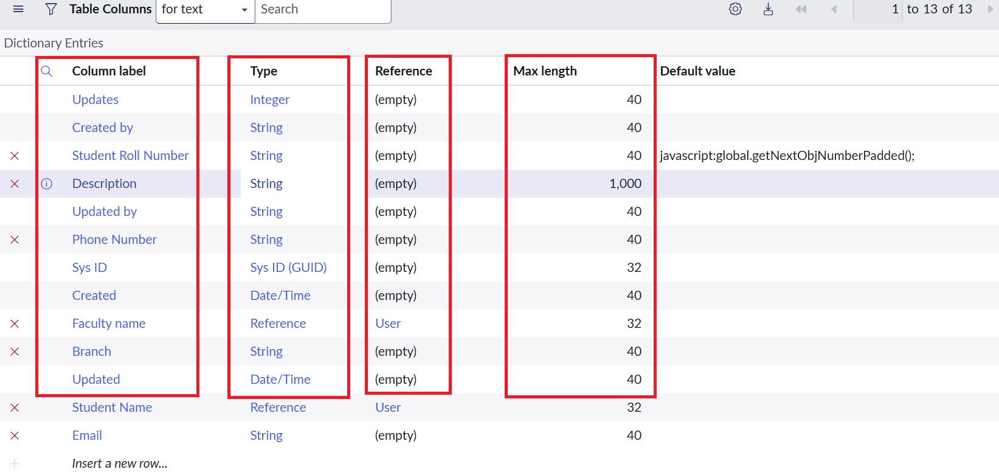 Table Columns for text Search 1 to 13 of 13
Dictionary Entries
Column label Type Reference Max length Default value
Updates Integer (empty) 40
Created by String (empty) 40
Student Roll Number String (empty) 40 javascript:global.getNextObjNumberPadded();
Description String (empty) 1,000
Updated by String (empty) 40
Phone Number String (empty) 40
Sys ID Sys ID (GUID) (empty) 32
Created Date/Time (empty) 40
Faculty name Reference User 32
Branch String (empty) 40
Updated Date/Time (empty) 40
Student Name Reference User 32
Email String (empty) 40
Insert a new row...